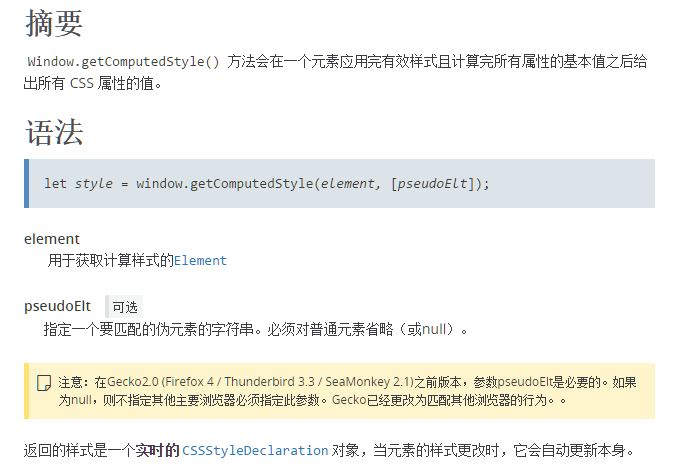 摘要
Window.getComputedStyle() 方法会在一个元素应用完有效样式且计算完所有属性的基本值之后给
出所有 CSS 属性的值。
语法
let style = window.getComputedStyle(element, [pseudoElt]);
element
用于获取计算样式的Element
pseudoElt 可选
指定一个要匹配的伪元素的字符串。必须对普通元素省略（或null）。
注意：在Gecko2.0 (Firefox 4 / Thunderbird 3.3 / SeaMonkey 2.1)之前版本，参数pseudoElt是必要的。如果
为null，则不指定其他主要浏览器必须指定此参数。Gecko已经更改为匹配其他浏览器的行为。。
返回的样式是一个实时的 CSSStyleDeclaration 对象，当元素的样式更改时，它会自动更新本身。